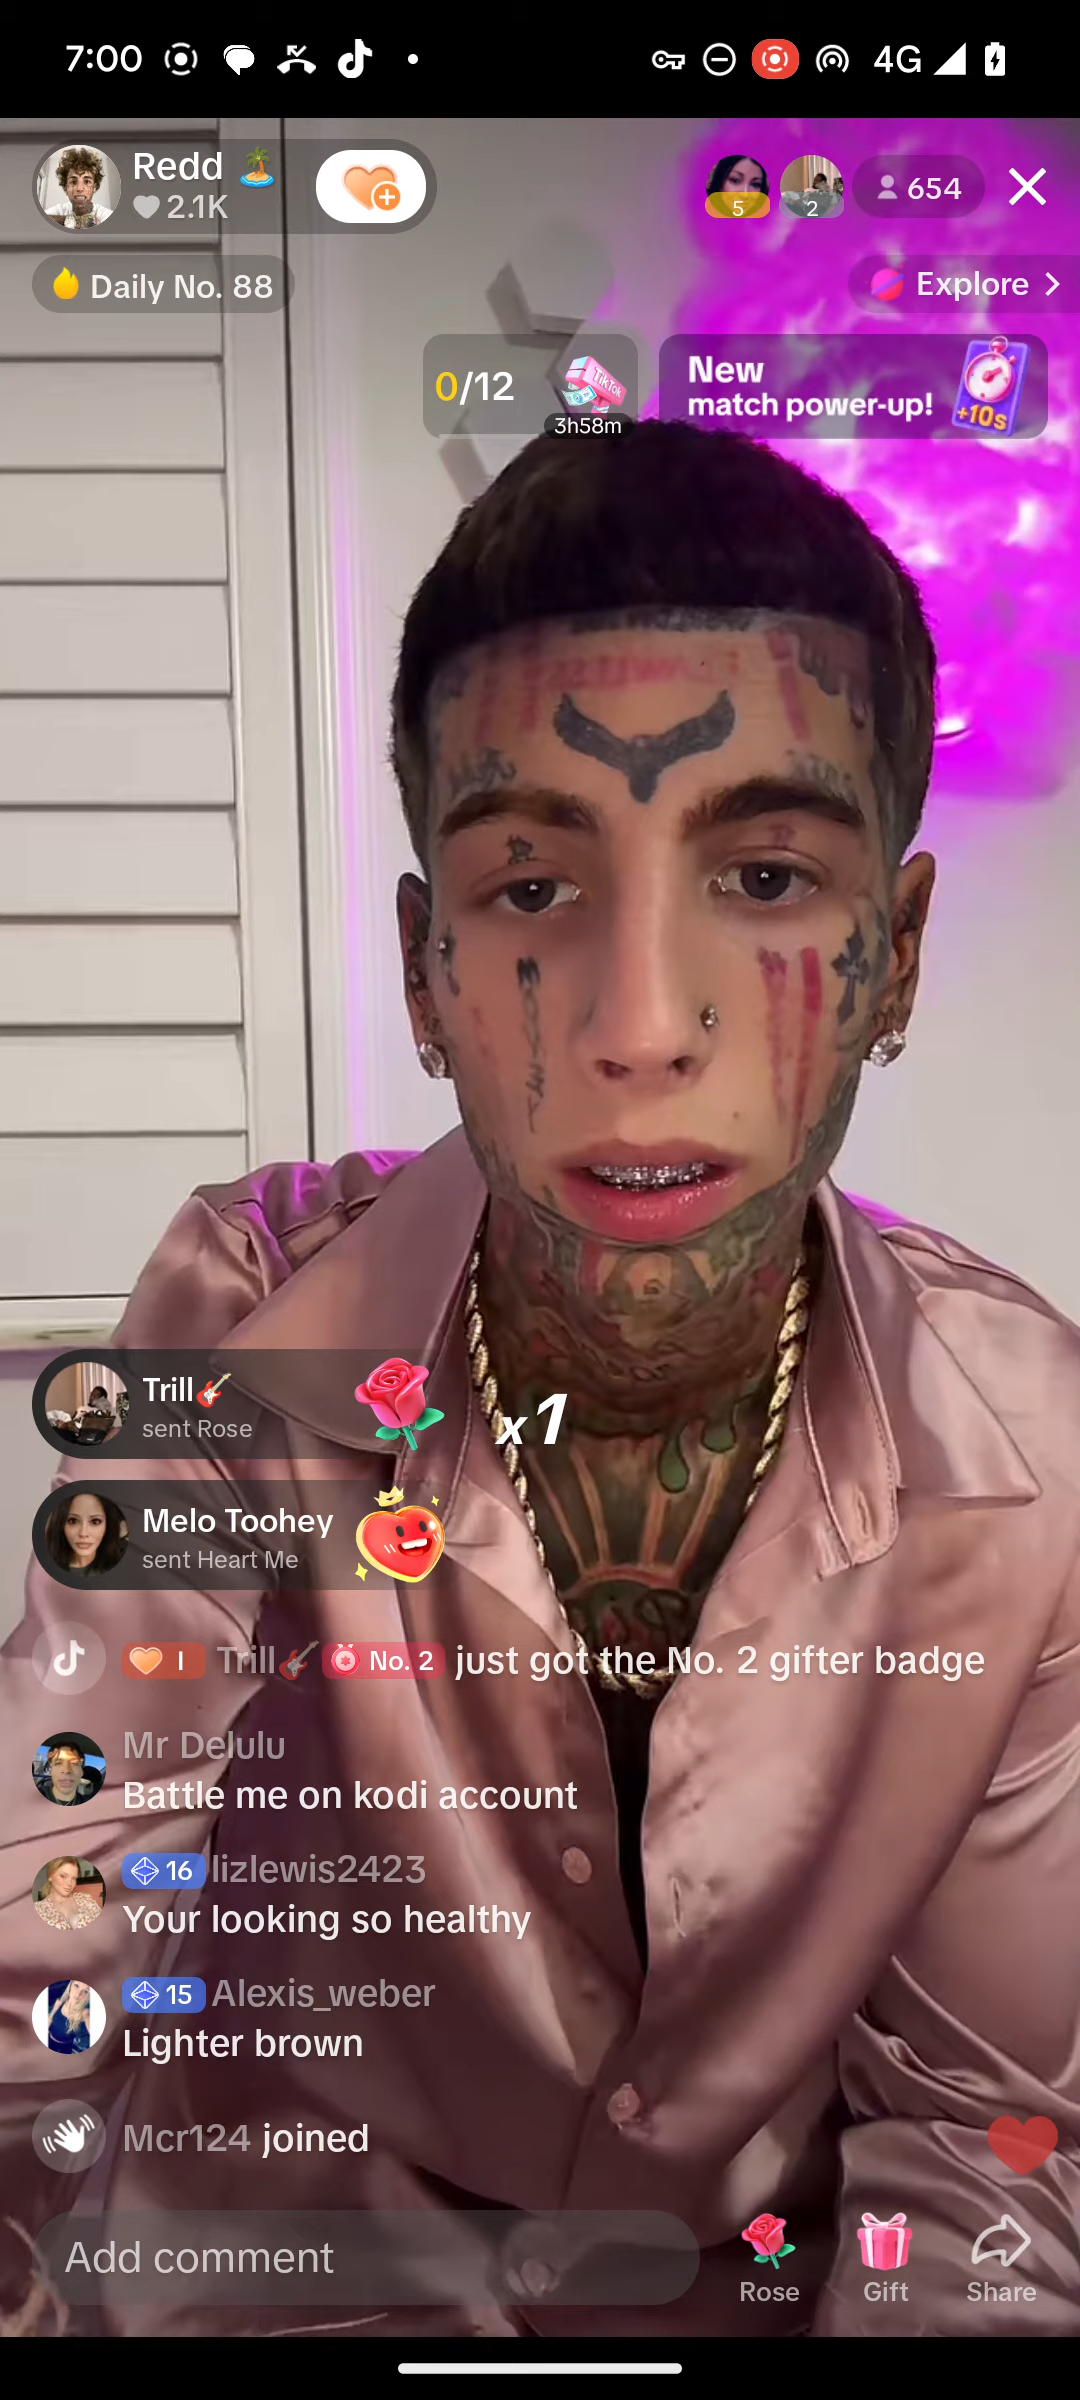 7:00
4G
Redd 🏝️
2.1K
5
2
654
Daily No. 88
Explore
0/12
TikTok
3h58m
New
match power-up!
+10s
Trill🎸
sent Rose
x1
Melo Toohey
sent Heart Me
I Trill🎸 No. 2 just got the No. 2 gifter badge
Mr Delulu
Battle me on kodi account
16 lizlewis2423
Your looking so healthy
15 Alexis_weber
Lighter brown
Mcr124 joined
Add comment
Rose
Gift
Share